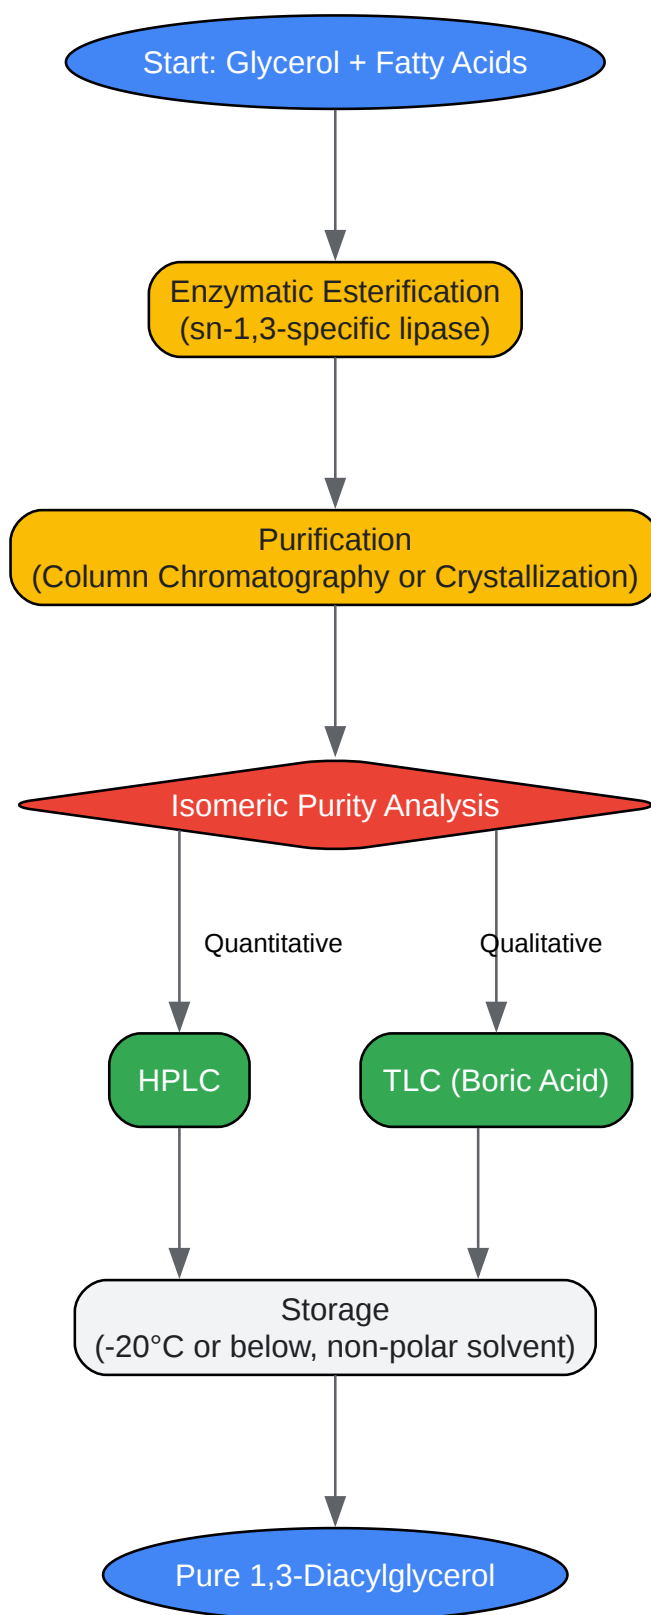 Start: Glycerol + Fatty Acids
Enzymatic Esterification
(sn-1,3-specific lipase)
Purification
(Column Chromatography or Crystallization)
Isomeric Purity Analysis
Quantitative
Qualitative
HPLC
TLC (Boric Acid)
Storage
(-20°C or below, non-polar solvent)
Pure 1,3-Diacylglycerol